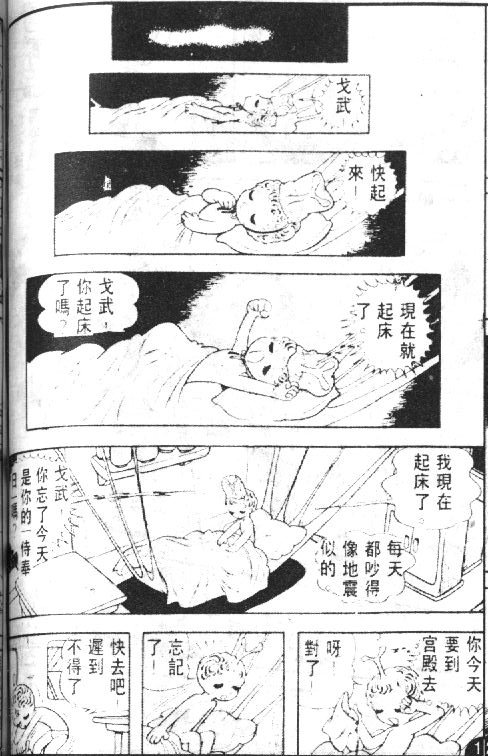 戈武！
快起
來！
現在就
起床
了。
戈武，
你起床
了嗎？
我現在
起床了。
每天
都吵得
像地震
似的
戈武，
你忘了今天
是你的侍奉
日嗎？
你今天
要到
宮殿去
呀
對了！
忘記
了！
快去吧！
遲到
不得了
1